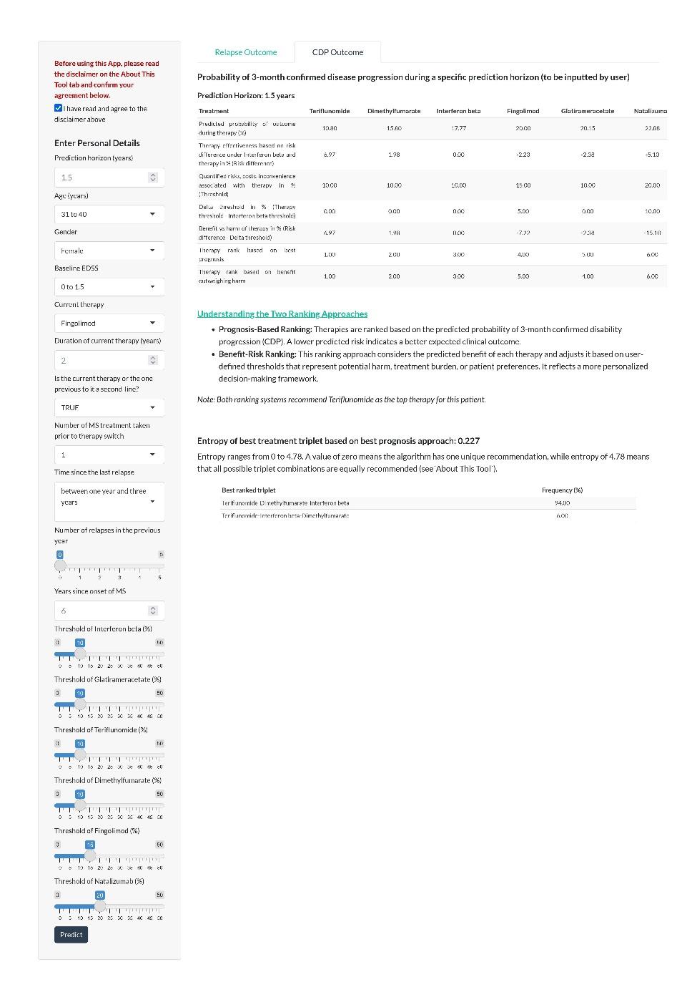 Before using this App, please read
the disclaimer on the About This
Tool tab and confirm your
agreement below.
I have read and agree to the
disclaimer above
Enter Personal Details
Prediction horizon (years)
1.5
Age (years)
31 to 40
Gender
Female
Baseline EDSS
0 to 1.5
Current therapy
Fingolimod
Duration of current therapy (years)
2
Is the current therapy or the one
previous to it a second-line?
TRUE
Number of MS treatment taken
prior to therapy switch
1
Time since the last relapse
between one year and three
years
Number of relapses in the previous
year
0 5
0 1 2 3 4 5
Years since onset of MS
6
Threshold of Interferon beta (%)
0 10 50
0 5 10 15 20 25 30 35 40 45 50
Threshold of Glatirameracetate (%)
0 10 50
0 5 10 15 20 25 30 35 40 45 50
Threshold of Teriflunomide (%)
0 10 50
0 5 10 15 20 25 30 35 40 45 50
Threshold of Dimethylfumarate (%)
0 10 50
0 5 10 15 20 25 30 35 40 45 50
Threshold of Fingolimod (%)
0 15 50
0 5 10 15 20 25 30 35 40 45 50
Threshold of Natalizumab (%)
0 20 50
0 5 10 15 20 25 30 35 40 45 50
Predict
Relapse Outcome CDP Outcome
Probability of 3-month confirmed disease progression during a specific prediction horizon (to be inputted by user)
Prediction Horizon: 1.5 years
Treatment Teriflunomide Dimethylfumarate Interferon beta Fingolimod Glatirameracetate Natalizuma
Predicted probability of outcome
during therapy (%) 10.80 15.80 17.77 20.00 20.15 22.88
Therapy effectiveness based on risk
difference under Interferon beta and
therapy in % (Risk difference) 6.97 1.98 0.00 -2.23 -2.38 -5.10
Quantified risks, costs, inconvenience
associated with therapy in %
(Threshold) 10.00 10.00 10.00 15.00 10.00 20.00
Delta threshold in % (Therapy
threshold - Interferon beta threshold) 0.00 0.00 0.00 5.00 0.00 10.00
Benefit vs harm of therapy in % (Risk
difference - Delta threshold) 6.97 1.98 0.00 -7.22 -2.38 -15.10
Therapy rank based on best
prognosis 1.00 2.00 3.00 4.00 5.00 6.00
Therapy rank based on benefit
outweighing harm 1.00 2.00 3.00 5.00 4.00 6.00
Understanding the Two Ranking Approaches
• Prognosis-Based Ranking: Therapies are ranked based on the predicted probability of 3-month confirmed disability
progression (CDP). A lower predicted risk indicates a better expected clinical outcome.
• Benefit-Risk Ranking: This ranking approach considers the predicted benefit of each therapy and adjusts it based on user-
defined thresholds that represent potential harm, treatment burden, or patient preferences. It reflects a more personalized
decision-making framework.
Note: Both ranking systems recommend Teriflunomide as the top therapy for this patient.
Entropy of best treatment triplet based on best prognosis approach: 0.227
Entropy ranges from 0 to 4.78. A value of zero means the algorithm has one unique recommendation, while entropy of 4.78 means
that all possible triplet combinations are equally recommended (see`About This Tool`).
Best ranked triplet Frequency (%)
Teriflunomide-Dimethylfumarate-Interferon beta 94.00
Teriflunomide-Interferon beta-Dimethylfumarate 6.00